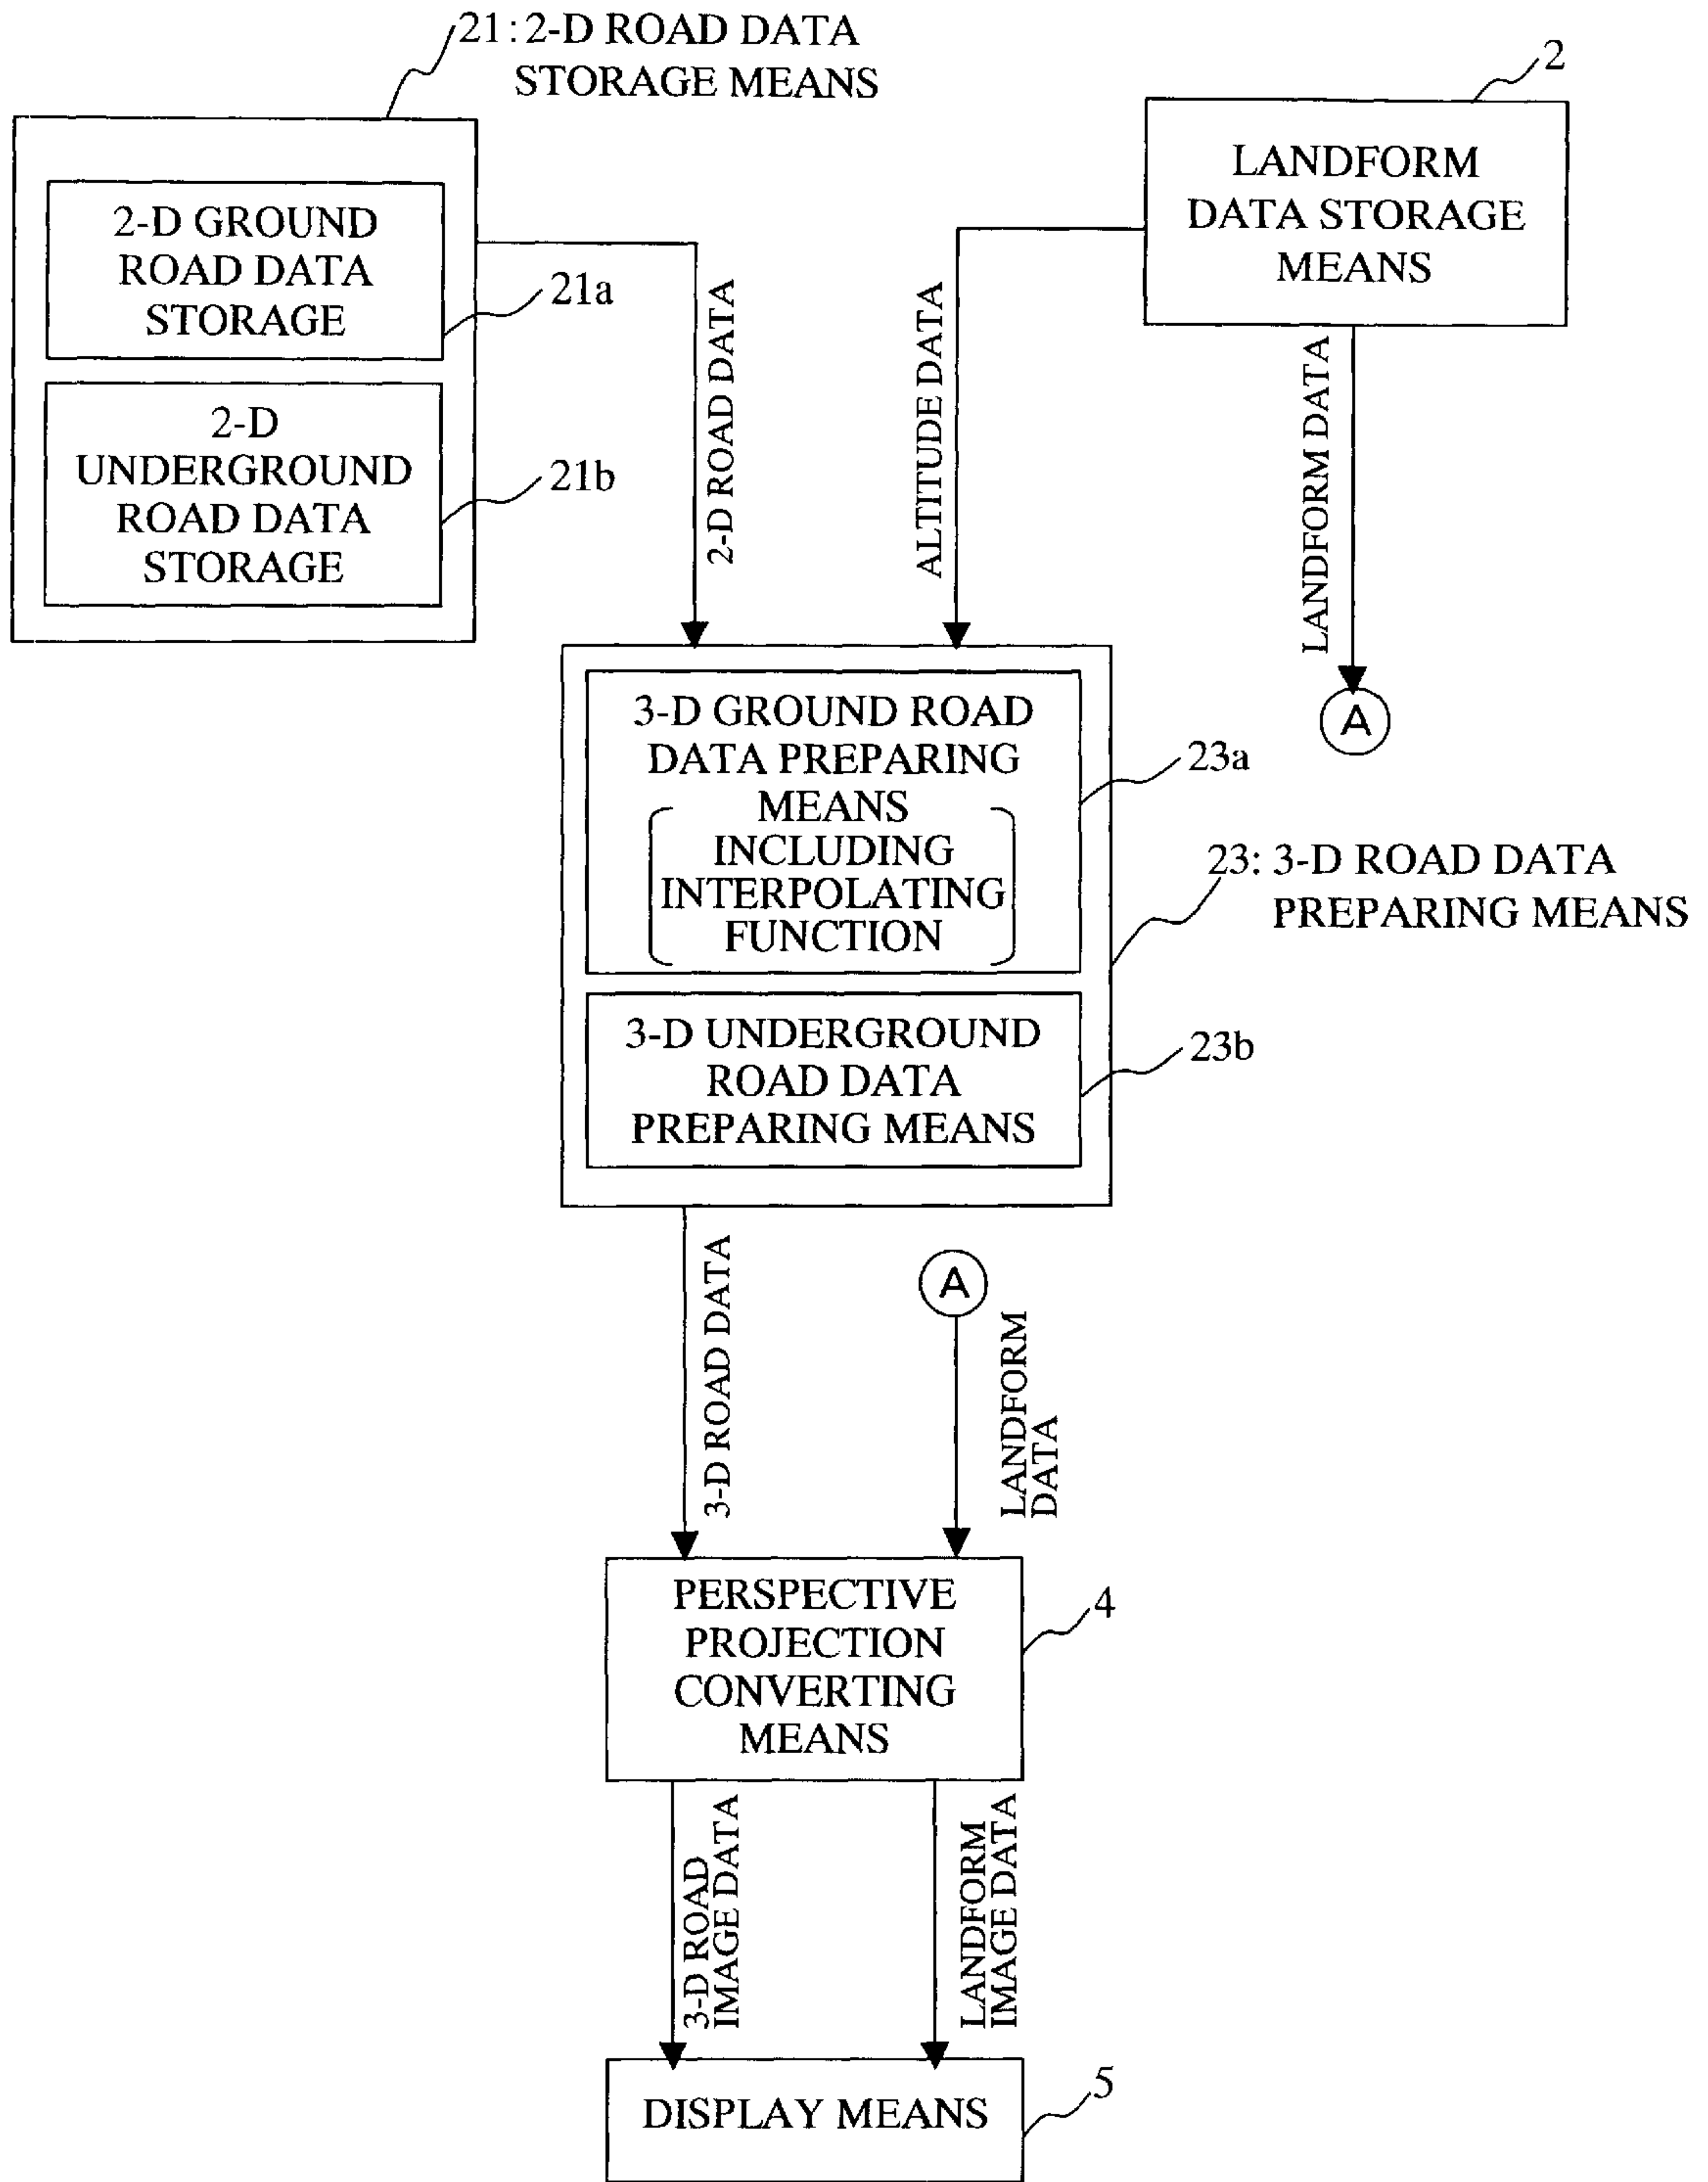 21: 2-D ROAD DATA
STORAGE MEANS
2
2-D GROUND
ROAD DATA
STORAGE
21a
2-D
UNDERGROUND
ROAD DATA
STORAGE
21b
LANDFORM
DATA STORAGE
MEANS
2-D ROAD DATA
ALTITUDE DATA
LANDFORM DATA
A
3-D GROUND ROAD
DATA PREPARING
MEANS
INCLUDING
INTERPOLATING
FUNCTION
23a
23: 3-D ROAD DATA
PREPARING MEANS
3-D UNDERGROUND
ROAD DATA
PREPARING MEANS
23b
3-D ROAD DATA
A
LANDFORM
DATA
PERSPECTIVE
PROJECTION
CONVERTING
MEANS
4
3-D ROAD
IMAGE DATA
LANDFORM
IMAGE DATA
DISPLAY MEANS
5